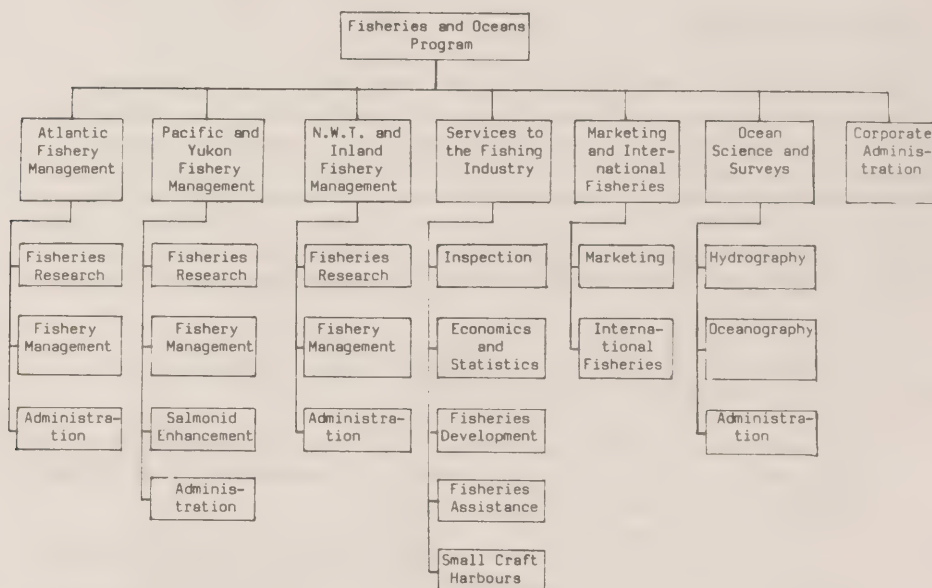 Fisheries and Oceans
Program
Atlantic
Fishery
Management
Pacific and
Yukon
Fishery
Management
N.W.T. and
Inland
Fishery
Management
Services to
the Fishing
Industry
Marketing
and Inter-
national
Fisheries
Ocean
Science and
Surveys
Corporate
Adminis-
tration
Fisheries
Research
Fishery
Management
Administra-
tion
Fisheries
Research
Fishery
Management
Salmonid
Enhancement
Adminis-
tration
Fisheries
Research
Fishery
Management
Administra-
tion
Inspection
Economics
and
Statistics
Fisheries
Development
Fisheries
Assistance
Small Craft
Harbours
Marketing
Interna-
tional
Fisheries
Hydrography
Oceanography
Administra-
tion